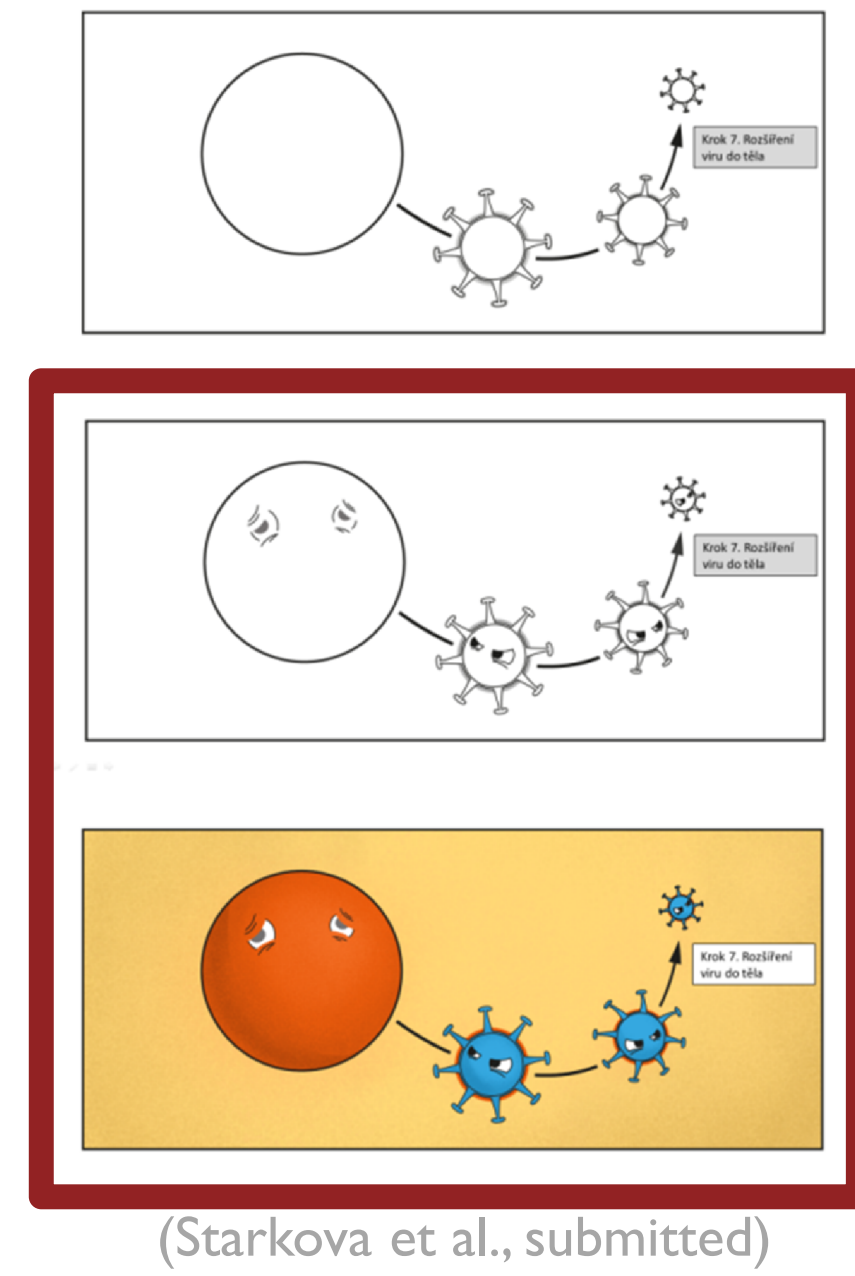 Krok 7. Rozšíření
viru do těla
Krok 7. Rozšíření
viru do těla
Krok 7. Rozšíření
viru do těla
(Starkova et al., submitted)